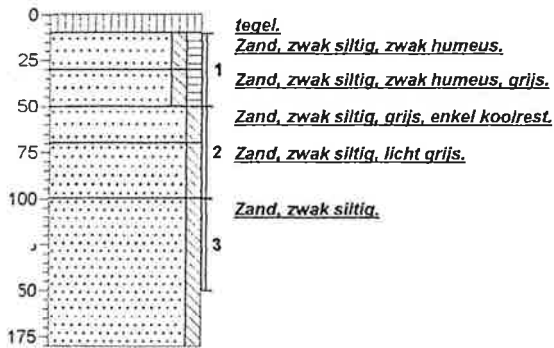 0
tegel.
Zand, zwak siltig, zwak humeus.
25
1
Zand, zwak siltig, zwak humeus, grijs.
50
Zand, zwak siltig, grijs, enkel koolrest.
75
2
Zand, zwak siltig, licht grijs.
100
Zand, zwak siltig.
3
50
175